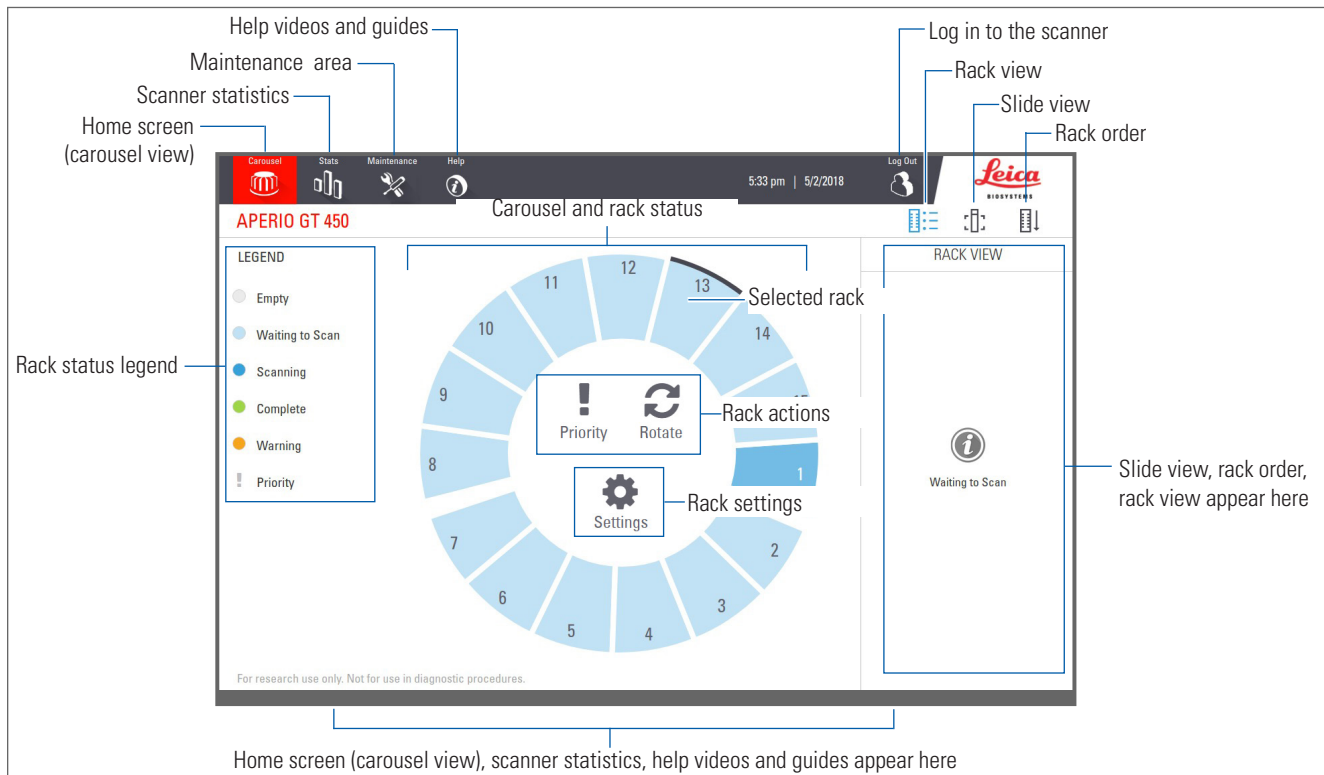 Help videos and guides
Log in to the scanner
Maintenance area
Rack view
Scanner statistics
Slide view
Home screen
(carousel view)
Rack order
Carousel
Stats
Maintenance
Help
5:33 pm | 5/2/2018
Log Out
Leica
BIOSYSTEMS
APERIO GT 450
Carousel and rack status
LEGEND
RACK VIEW
Empty
Waiting to Scan
Scanning
Complete
Warning
! Priority
Rack status legend
11
12
13
Selected rack
10
14
9
! Priority
Rotate
Rack actions
8
1
Settings
Rack settings
7
2
6
3
5
4
Waiting to Scan
Slide view, rack order,
rack view appear here
For research use only. Not for use in diagnostic procedures.
Home screen (carousel view), scanner statistics, help videos and guides appear here